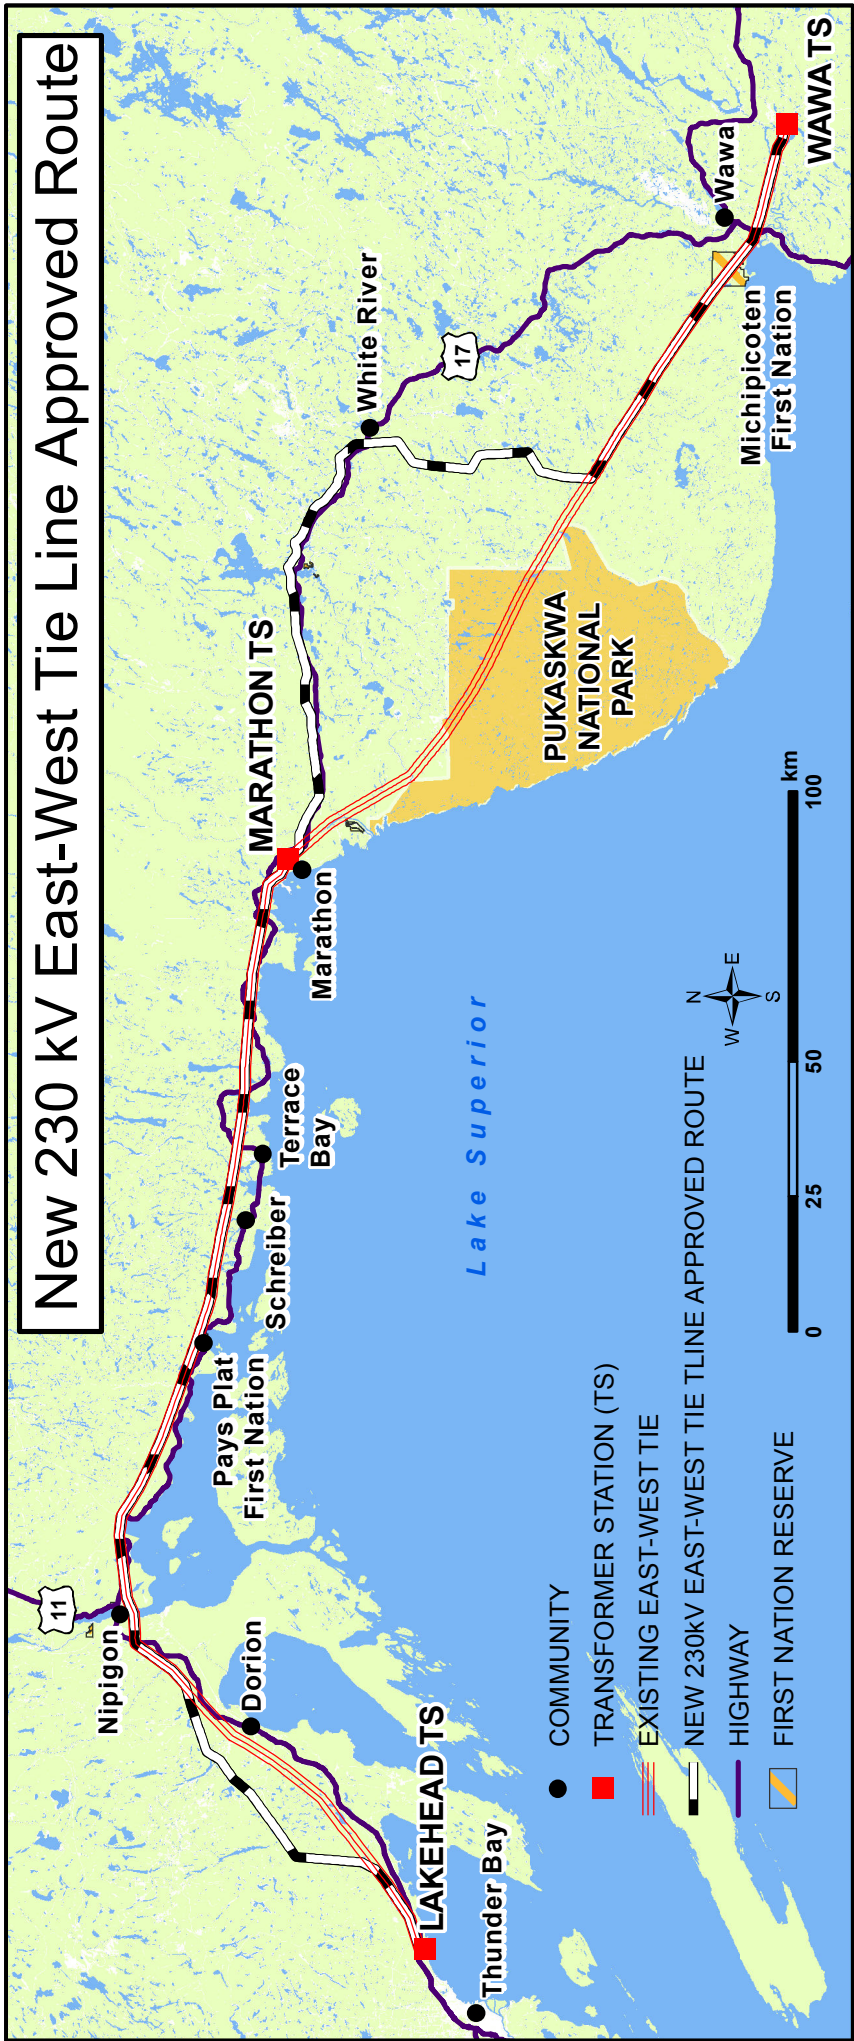 New 230 kV East-West Tie Line Approved Route
11
Nipigon
Dorion
LAKEHEAD TS
Thunder Bay
Pays Plat
First Nation
Schreiber
Terrace
Bay
MARATHON TS
Marathon
White River
17
PUKASKWA
NATIONAL
PARK
Wawa
WAWA TS
Michipicoten
First Nation
Lake Superior
COMMUNITY
TRANSFORMER STATION (TS)
EXISTING EAST-WEST TIE
NEW 230kV EAST-WEST TIE TLINE APPROVED ROUTE
HIGHWAY
FIRST NATION RESERVE
N
W E
S
0 25 50 100
km